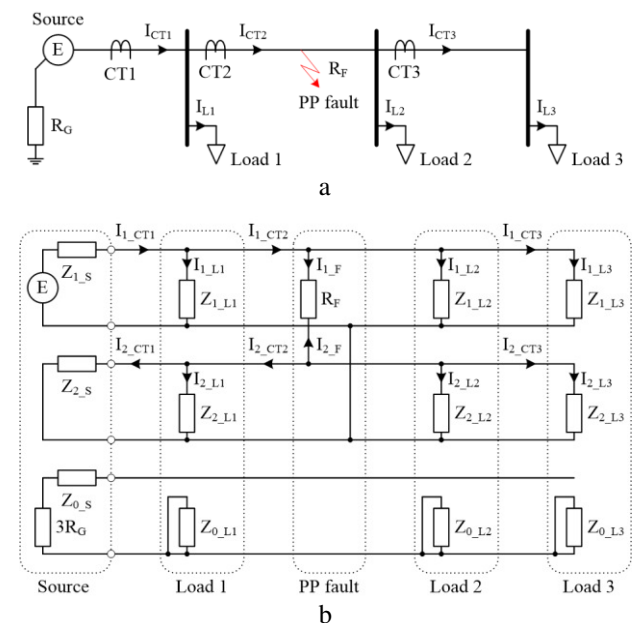 Source
E
I_CT1
I_CT2
I_CT3
CT1
CT2
R_F
CT3
PP fault
R_G
I_L1
I_L2
I_L3
Load 1
Load 2
Load 3
a
I_1_CT1
I_1_CT2
I_1_CT3
Z_1_S
I_1_L1
I_1_F
I_1_L2
I_1_L3
E
Z_1_L1
R_F
Z_1_L2
Z_1_L3
I_2_CT1
I_2_CT2
I_2_F
I_2_CT3
Z_2_S
I_2_L1
I_2_L2
I_2_L3
Z_2_L1
Z_2_L2
Z_2_L3
Z_0_S
3R_G
Z_0_L1
Z_0_L2
Z_0_L3
Source
Load 1
PP fault
Load 2
Load 3
b